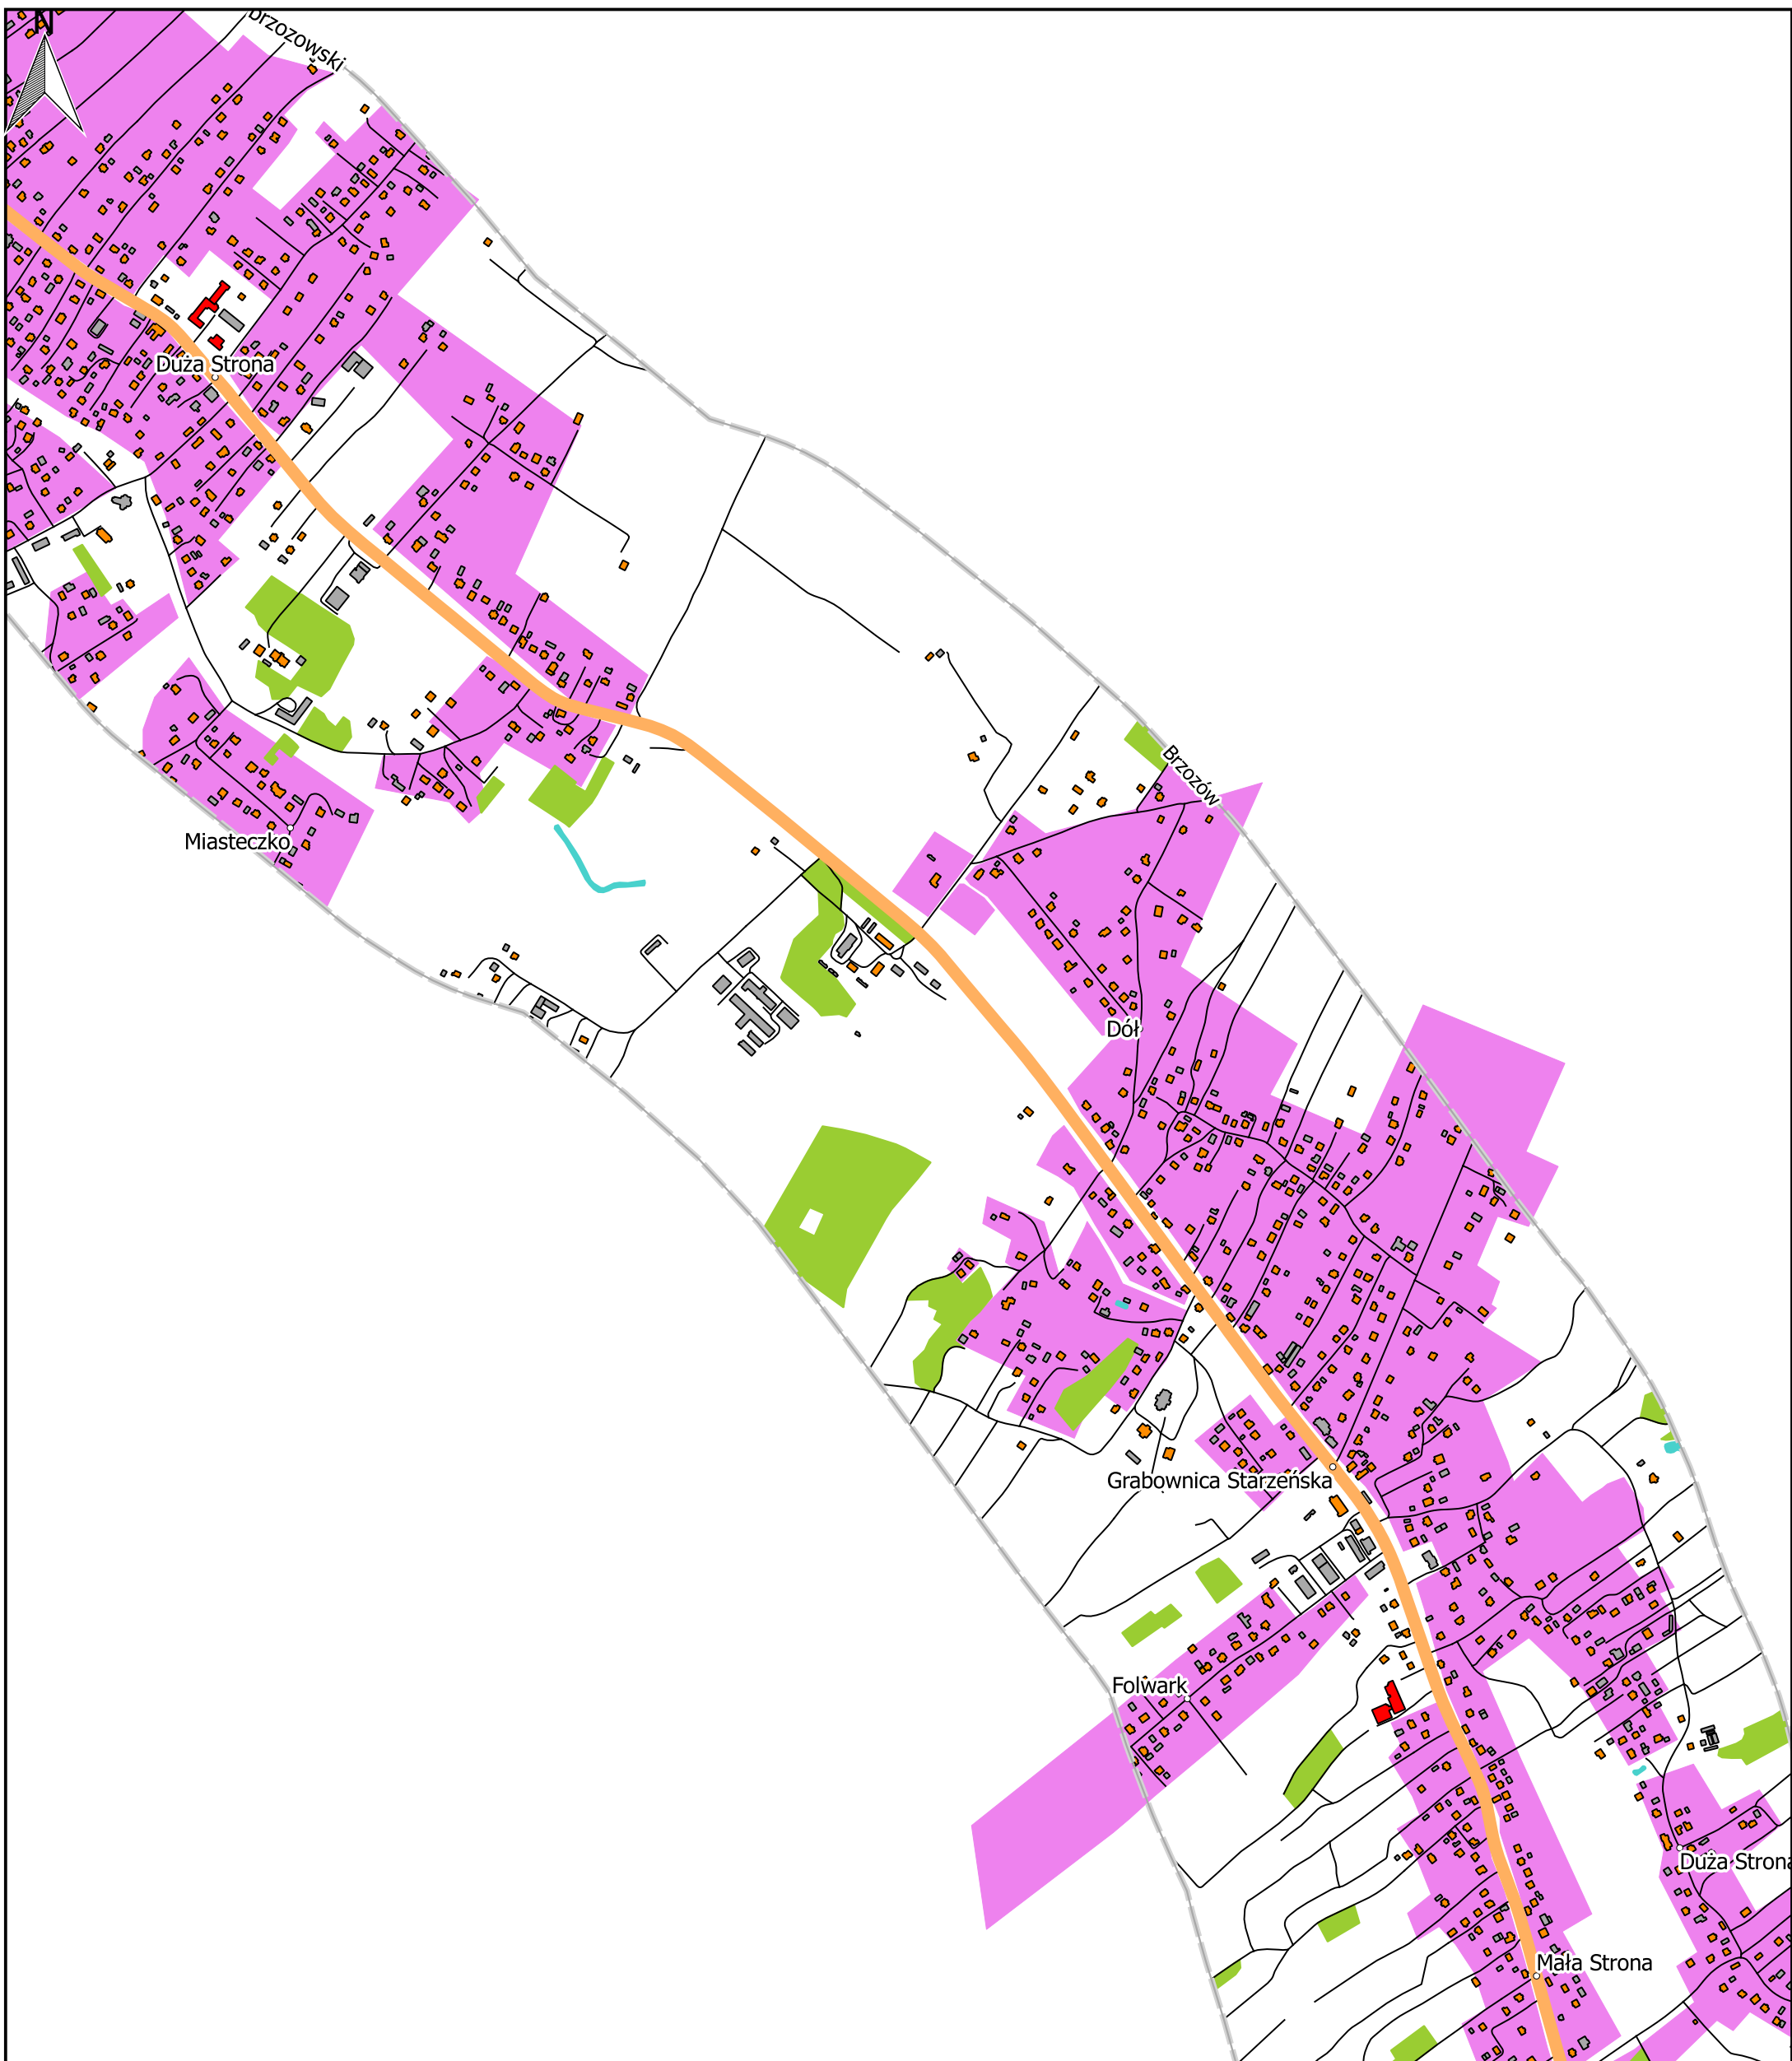 N
brzozowski
Duża Strona
Brzozów
Miasteczko
Dół
Grabownica Starzeńska
Folwark
Duża Strona
Mała Strona